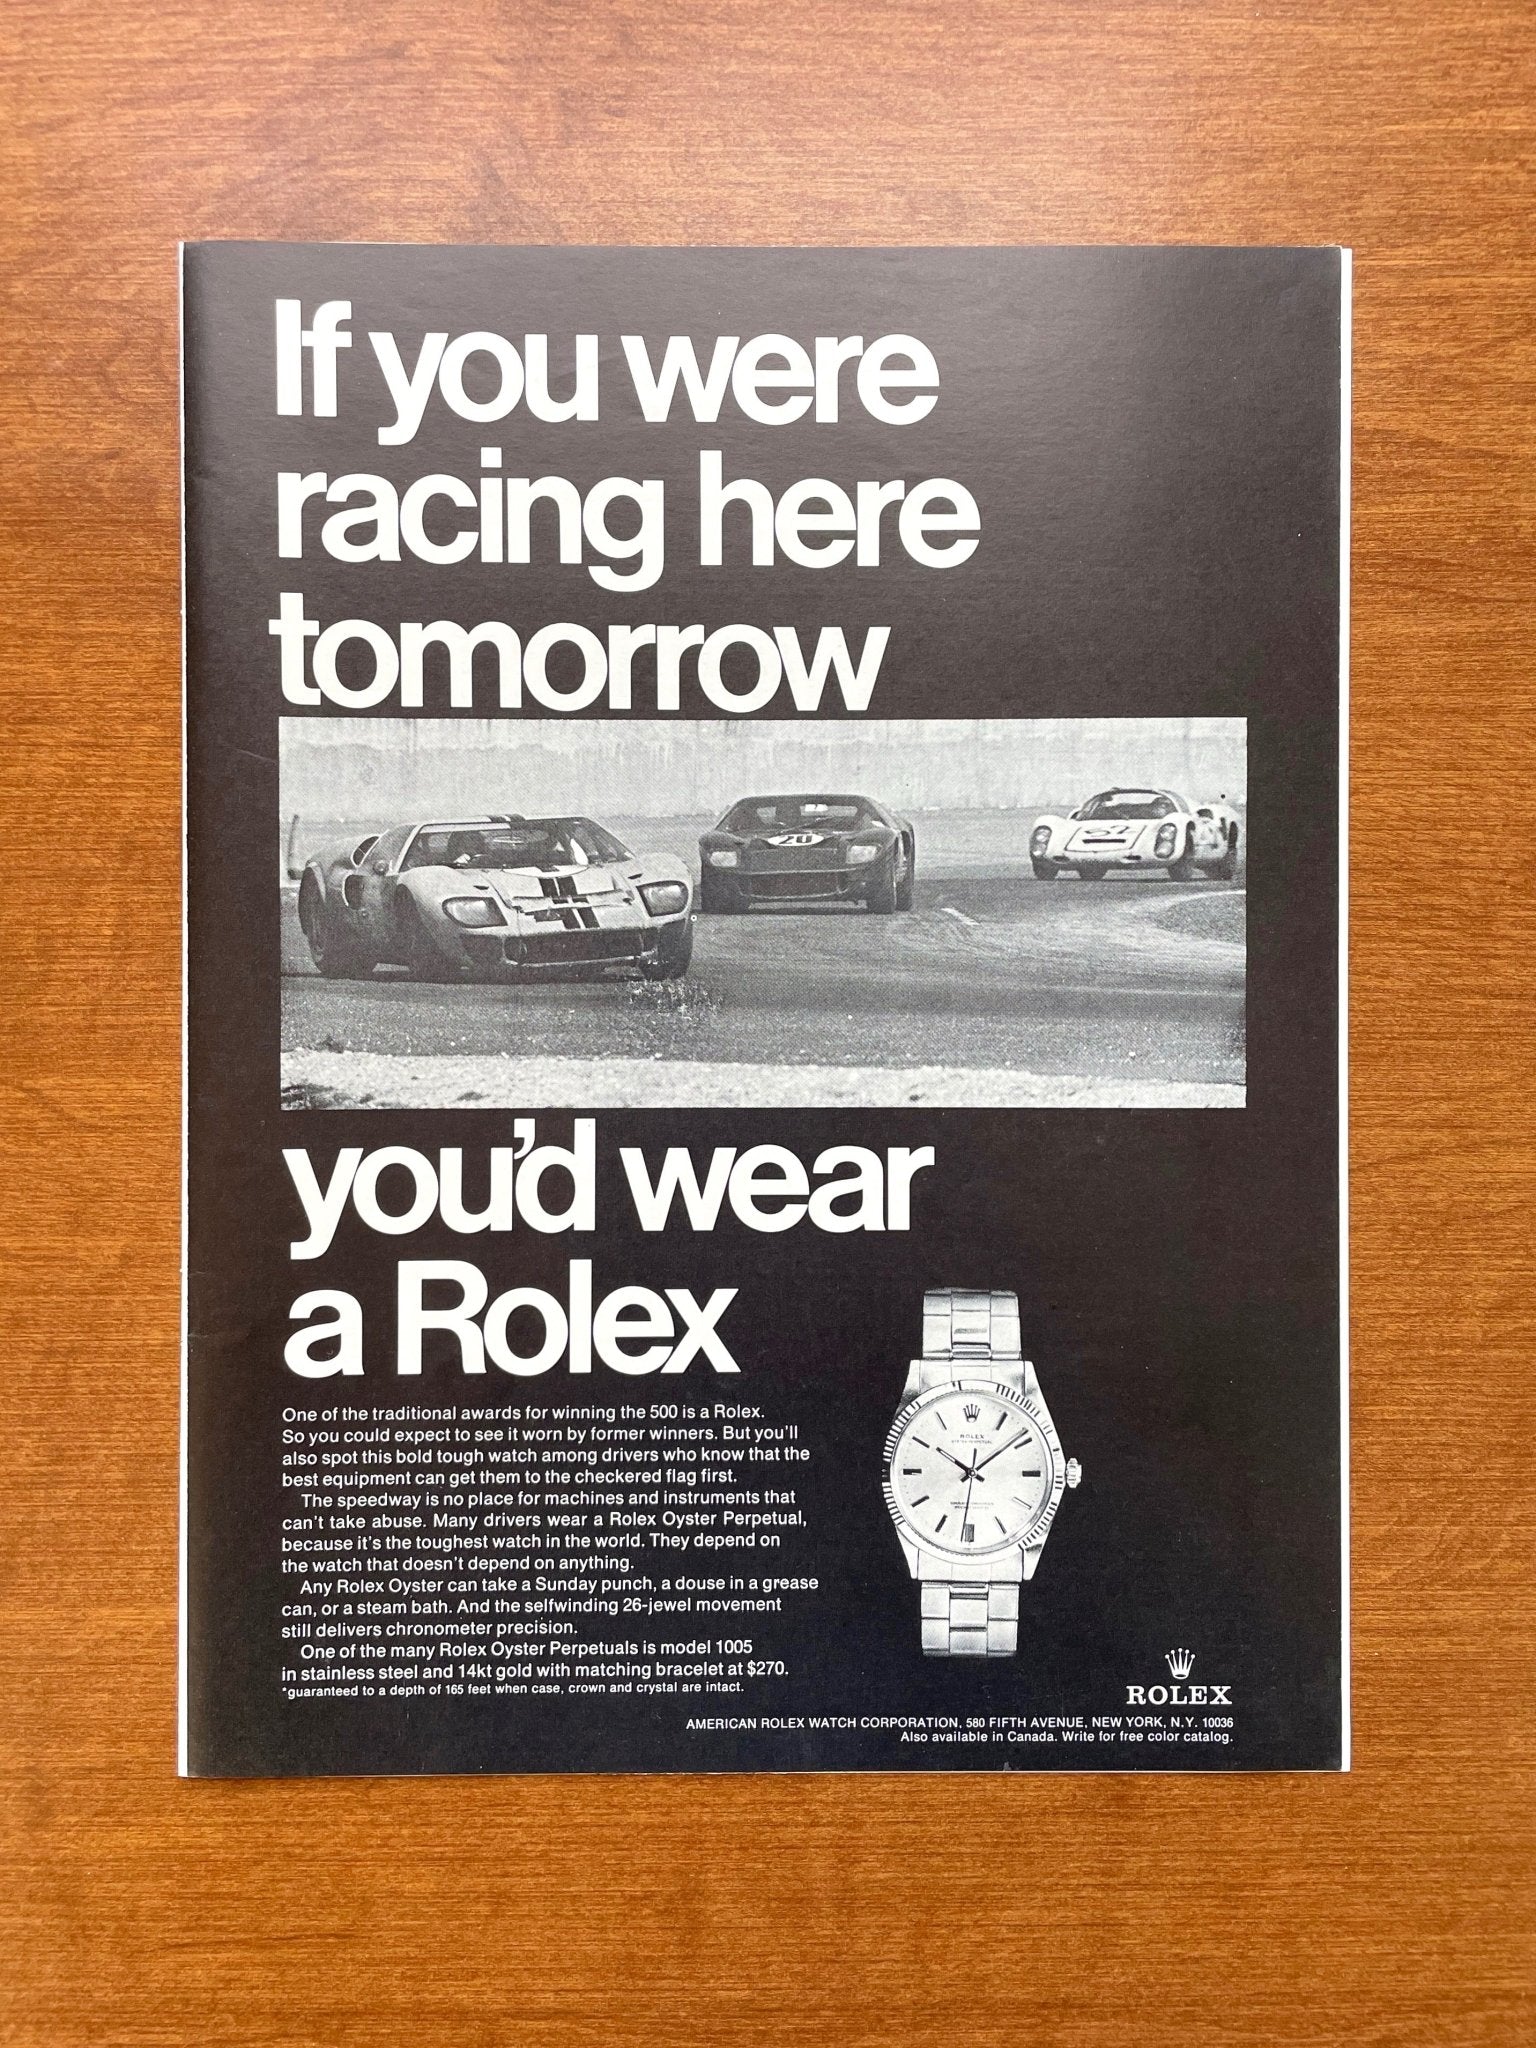 If you were
racing here
tomorrow
20
you'd wear
a Rolex
One of the traditional awards for winning the 500 is a Rolex.
So you could expect to see it worn by former winners. But you'll
also spot this bold tough watch among drivers who know that the
best equipment can get them to the checkered flag first.
The speedway is no place for machines and instruments that
can't take abuse. Many drivers wear a Rolex Oyster Perpetual,
because it's the toughest watch in the world. They depend on
the watch that doesn't depend on anything.
Any Rolex Oyster can take a Sunday punch, a douse in a grease
can, or a steam bath. And the selfwinding 26-jewel movement
still delivers chronometer precision.
One of the many Rolex Oyster Perpetuals is model 1005
in stainless steel and 14kt gold with matching bracelet at $270.
*guaranteed to a depth of 165 feet when case, crown and crystal are intact.
ROLEX
OYSTER PERPETUAL
ROLEX
AMERICAN ROLEX WATCH CORPORATION, 580 FIFTH AVENUE, NEW YORK, N.Y. 10036
Also available in Canada. Write for free color catalog.